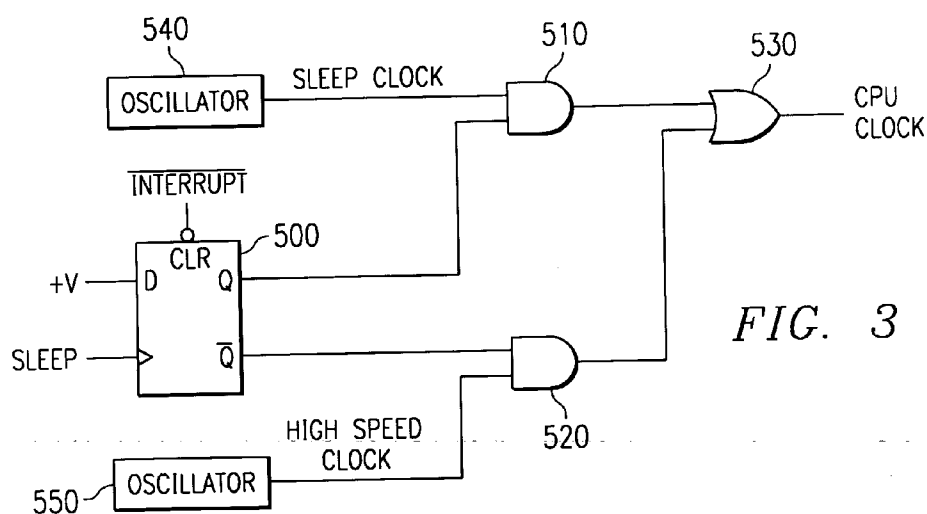 540
510
530
OSCILLATOR
SLEEP CLOCK
CPU
CLOCK
I̅N̅T̅E̅R̅R̅U̅P̅T̅
500
CLR
+V
D
Q
FIG. 3
SLEEP
Q̅
520
HIGH SPEED
CLOCK
550
OSCILLATOR